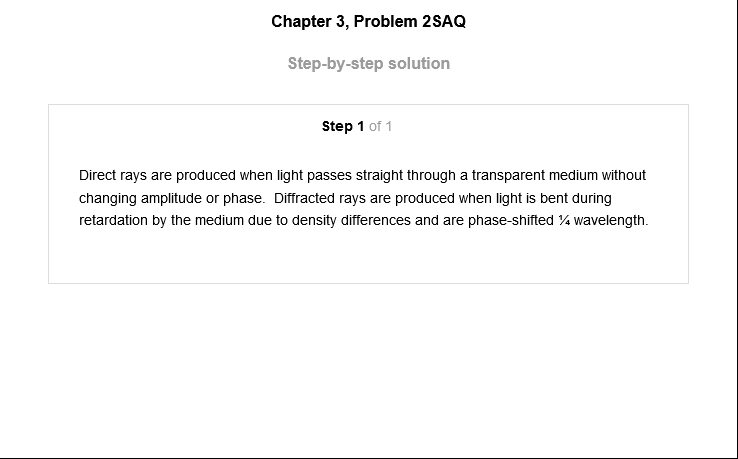 Chapter 3, Problem 2SAQ
Step-by-step solution
Step 1 of 1
Direct rays are produced when light passes straight through a transparent medium without
changing amplitude or phase.  Diffracted rays are produced when light is bent during
retardation by the medium due to density differences and are phase-shifted ¼ wavelength.